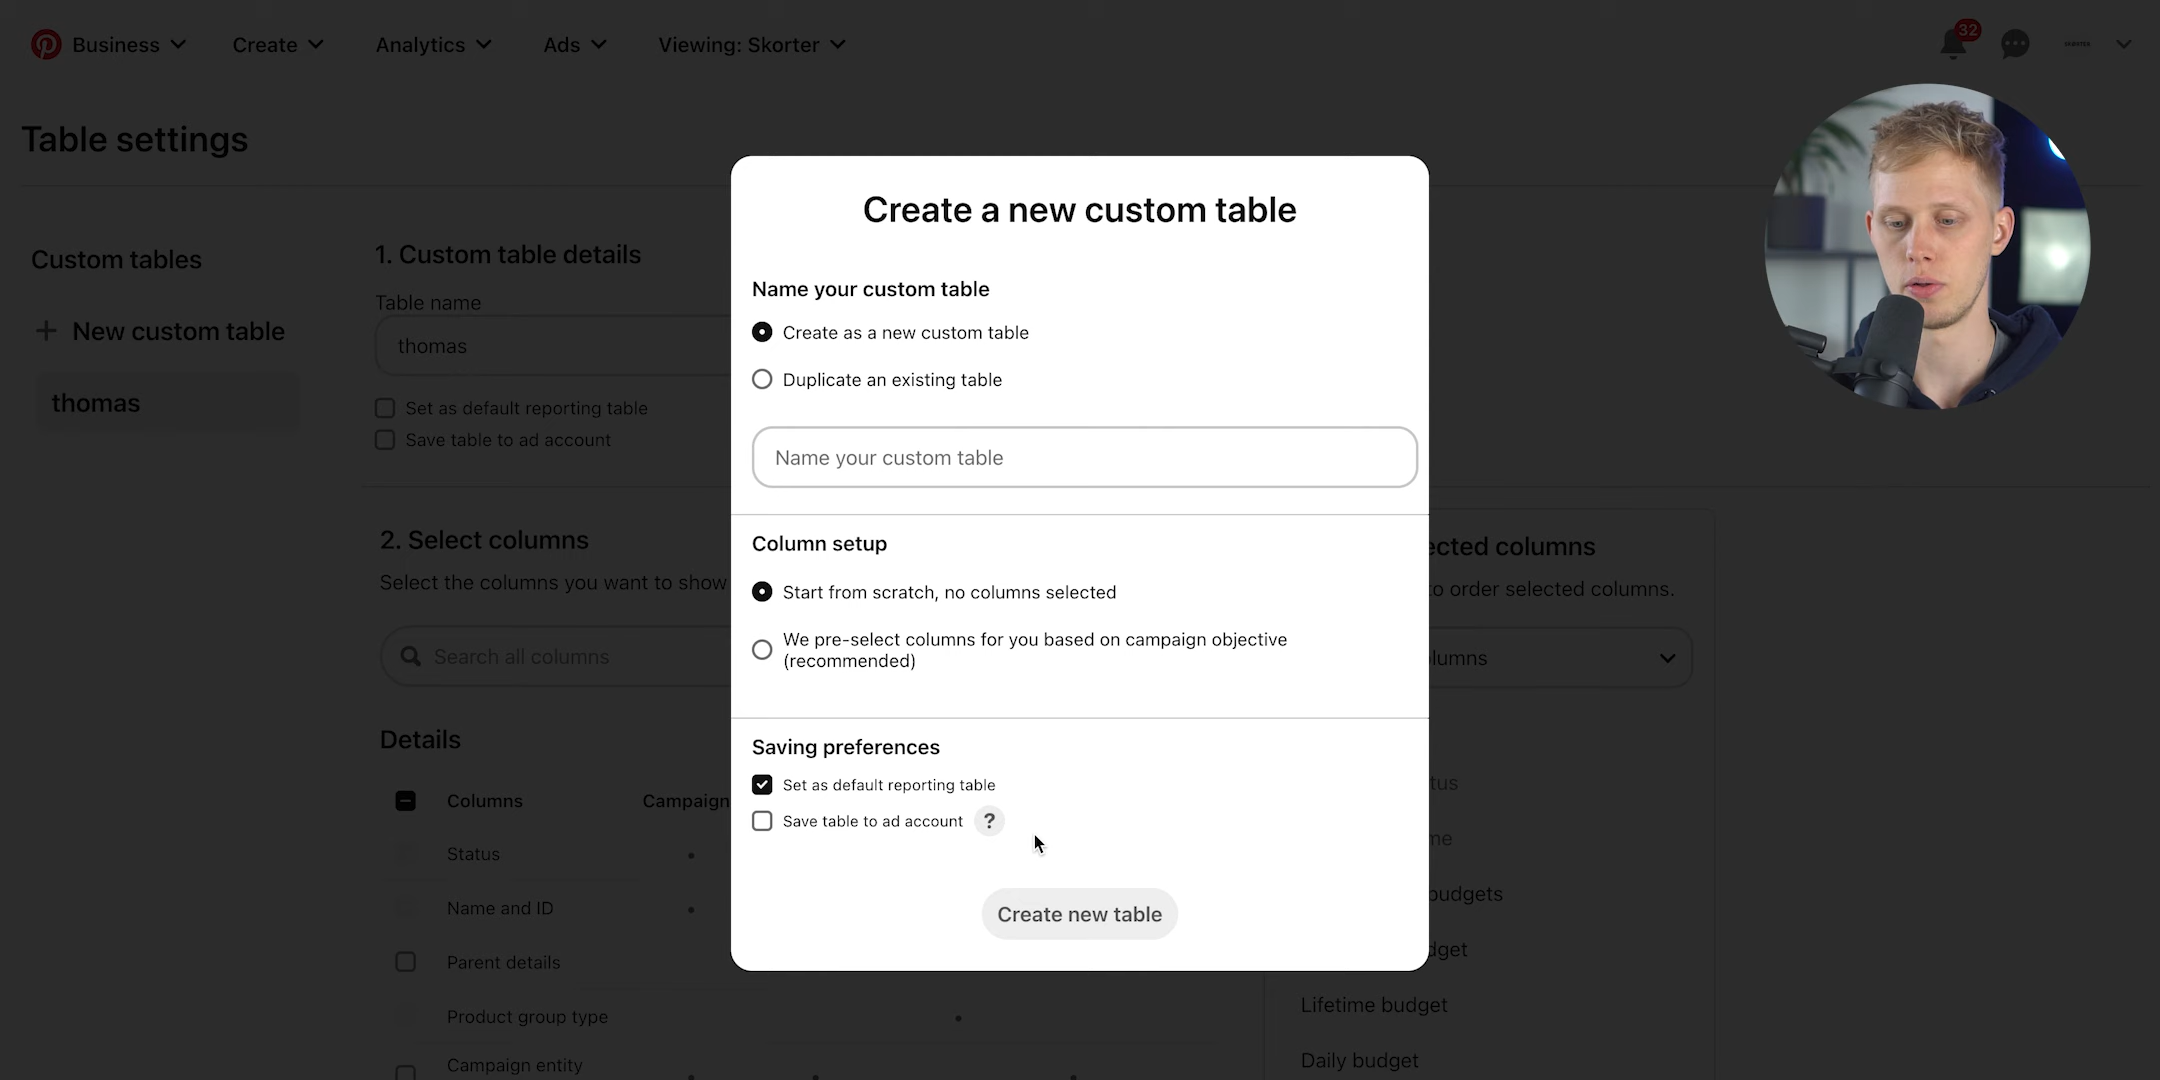 Business
Create
Analytics
Ads
Viewing: Skorter
32
Table settings
Custom tables
New custom table
thomas
1. Custom table details
Table name
thomas
Set as default reporting table
Save table to ad account
2. Select columns
Select the columns you want to show
Search all columns
Details
Columns
Campaign
Status
Name and ID
Parent details
Product group type
Campaign entity
Create a new custom table
Name your custom table
Create as a new custom table
Duplicate an existing table
Name your custom table
Column setup
Start from scratch, no columns selected
We pre-select columns for you based on campaign objective
(recommended)
Saving preferences
Set as default reporting table
Save table to ad account ?
Create new table
ected columns
to order selected columns.
lumns
tus
me
budgets
dget
Lifetime budget
Daily budget